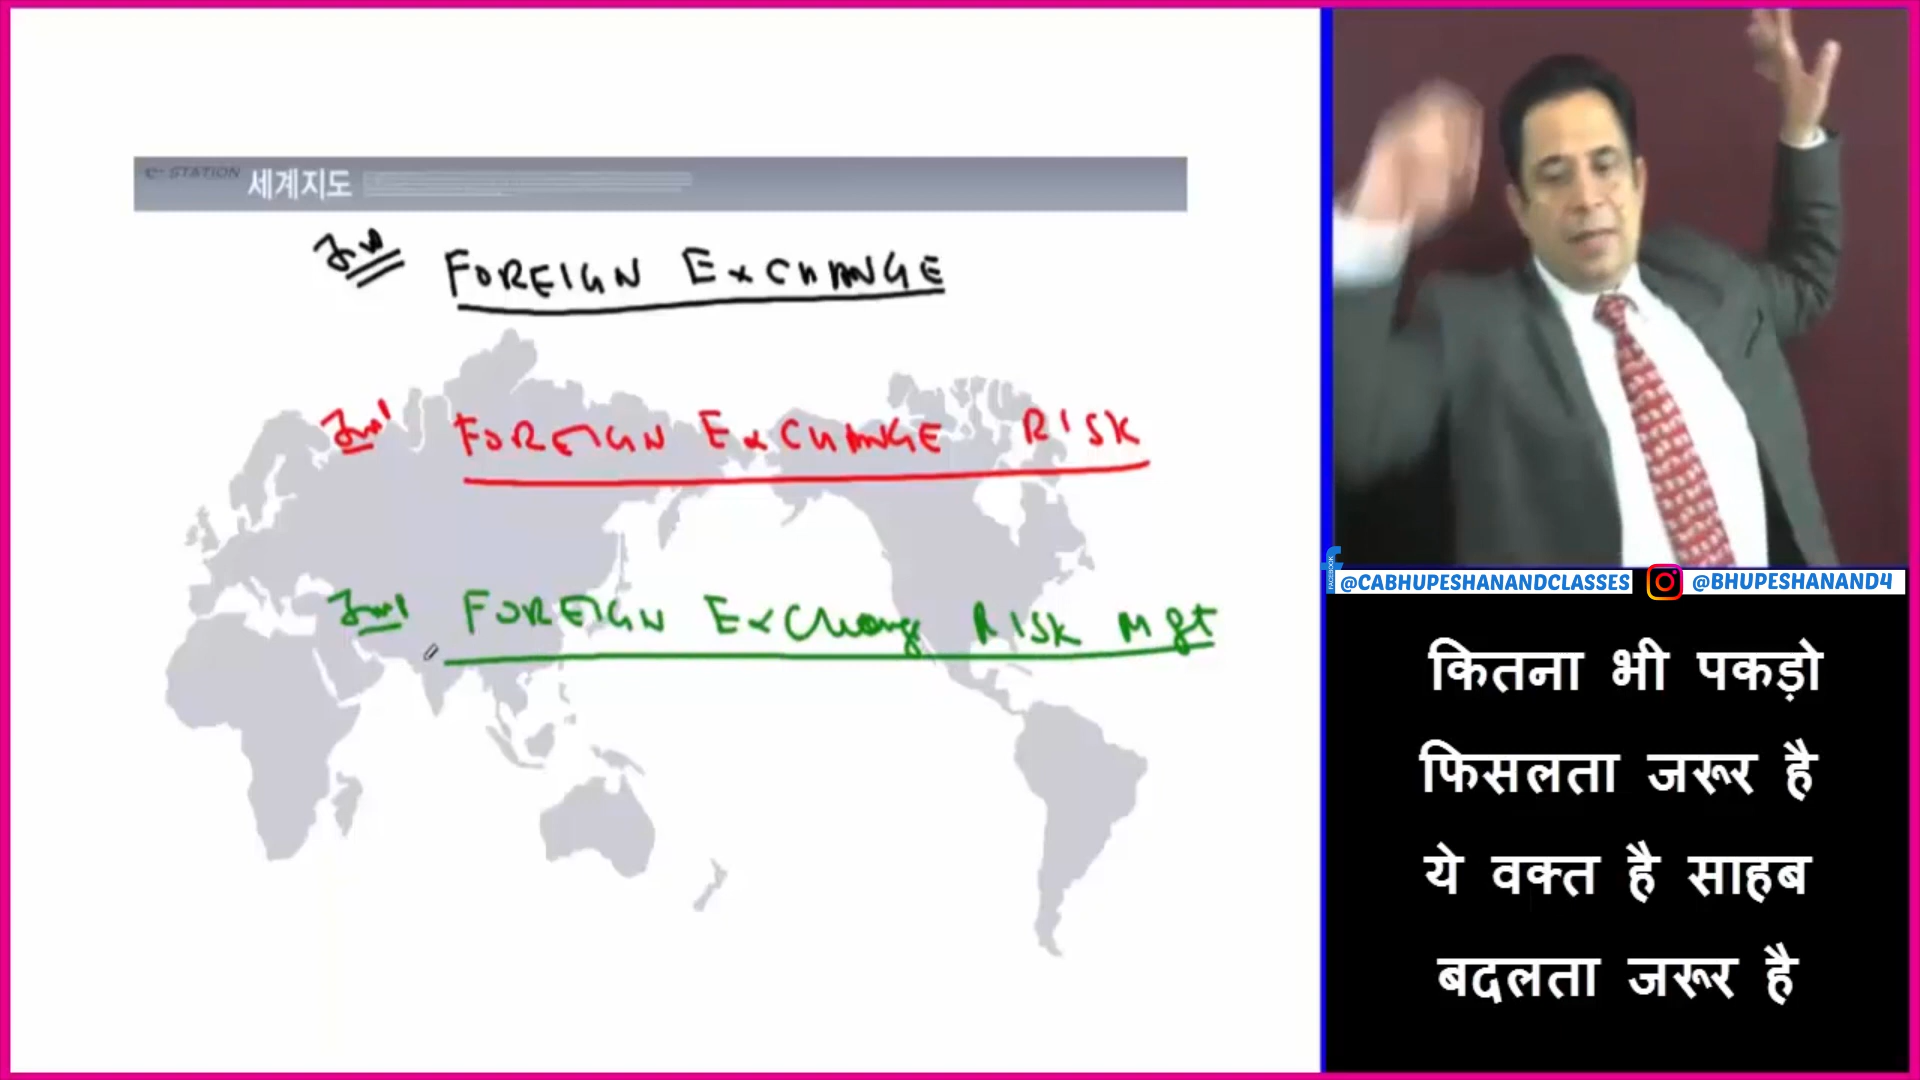 e-STATION 세계지도
FOREIGN EXCHANGE
FOREIGN EXCHANGE RISK
FOREIGN Exchange RISK Mgt
@CABHUPESHANANDCLASSES @BHUPESHANAND4
कितना भी पकड़ो
फिसलता जरूर है
ये वक्त है साहब
बदलता जरूर है